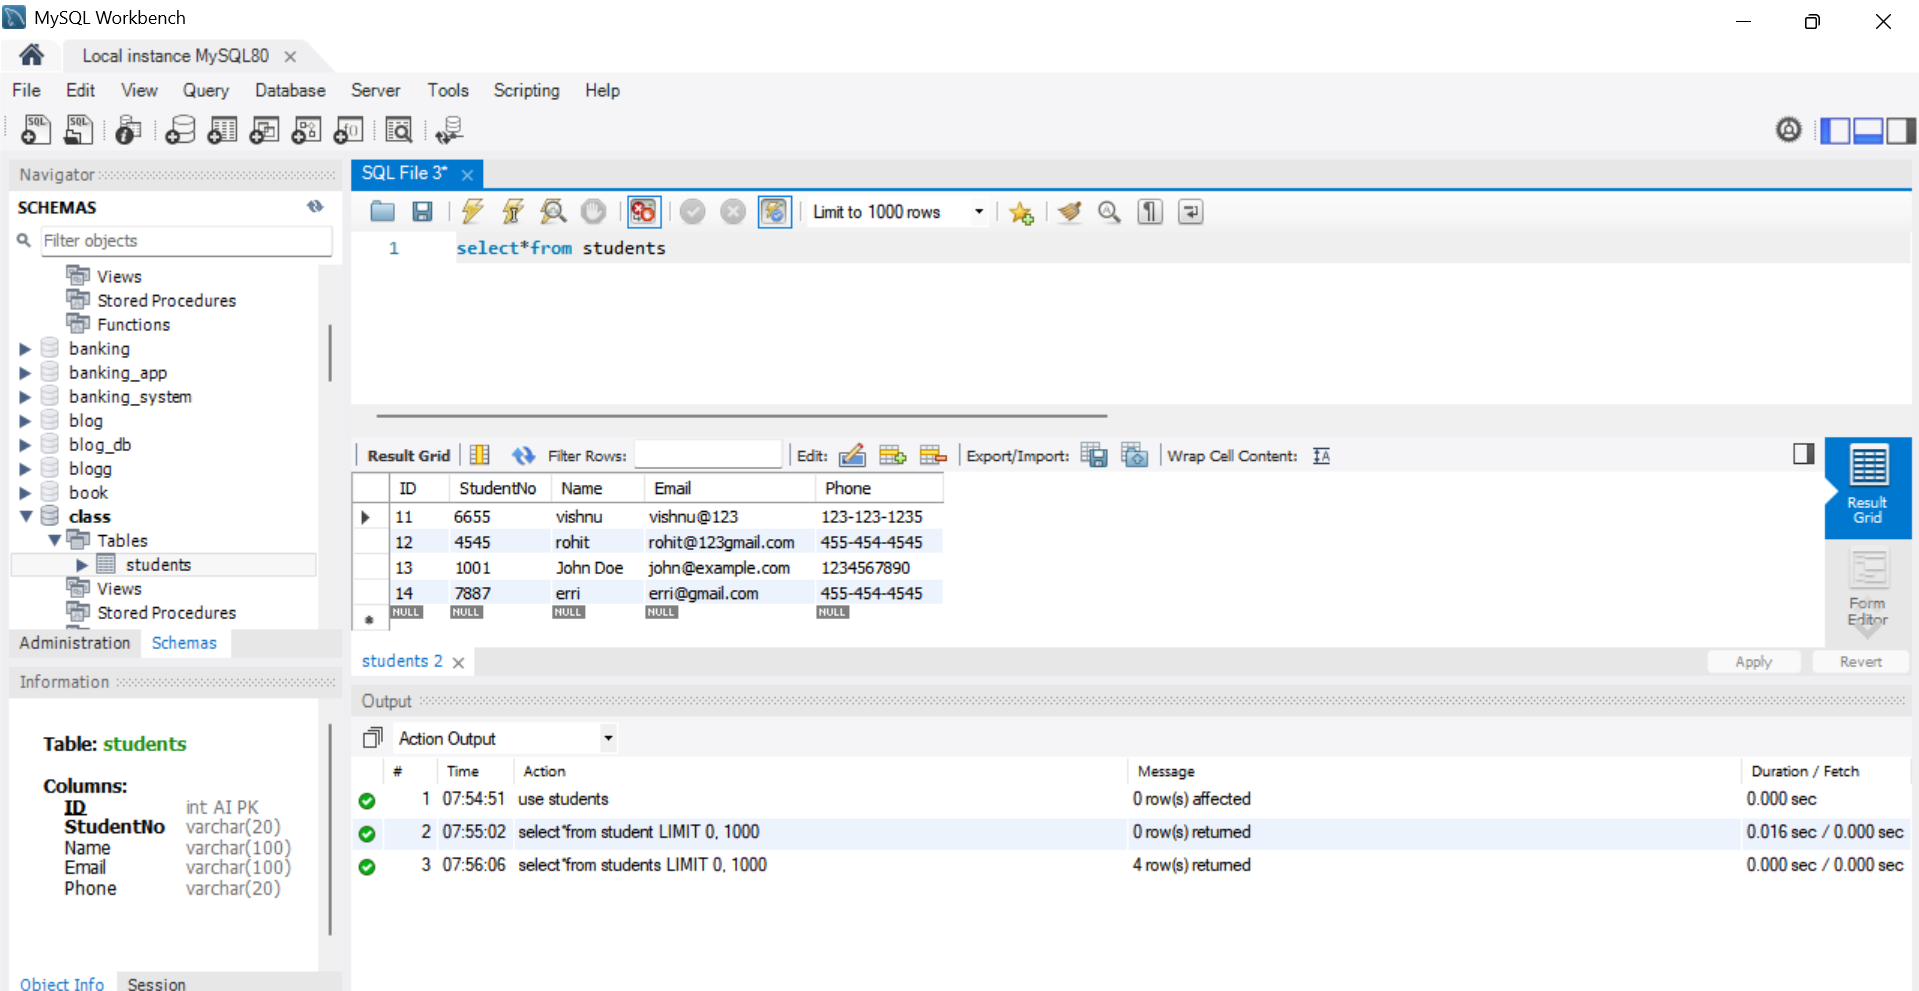 MySQL Workbench
Local instance MySQL80
File Edit View Query Database Server Tools Scripting Help
Navigator
SCHEMAS
Filter objects
Views
Stored Procedures
Functions
banking
banking_app
banking_system
blog
blog_db
blogg
book
class
Tables
students
Views
Stored Procedures
Administration Schemas
Information
Table: students
Columns:
ID int AI PK
StudentNo varchar(20)
Name varchar(100)
Email varchar(100)
Phone varchar(20)
Object Info Session
SQL File 3*
Limit to 1000 rows
1 select*from students
Result Grid Filter Rows: Edit: Export/Import: Wrap Cell Content:
ID StudentNo Name Email Phone
11 6655 vishnu vishnu@123 123-123-1235
12 4545 rohit rohit@123gmail.com 455-454-4545
13 1001 John Doe john@example.com 1234567890
14 7887 erri erri@gmail.com 455-454-4545
NULL NULL NULL NULL NULL
Result
Grid
Form
Editor
students 2
Apply Revert
Output
Action Output
# Time Action Message Duration / Fetch
1 07:54:51 use students 0 row(s) affected 0.000 sec
2 07:55:02 select*from student LIMIT 0, 1000 0 row(s) returned 0.016 sec / 0.000 sec
3 07:56:06 select*from students LIMIT 0, 1000 4 row(s) returned 0.000 sec / 0.000 sec